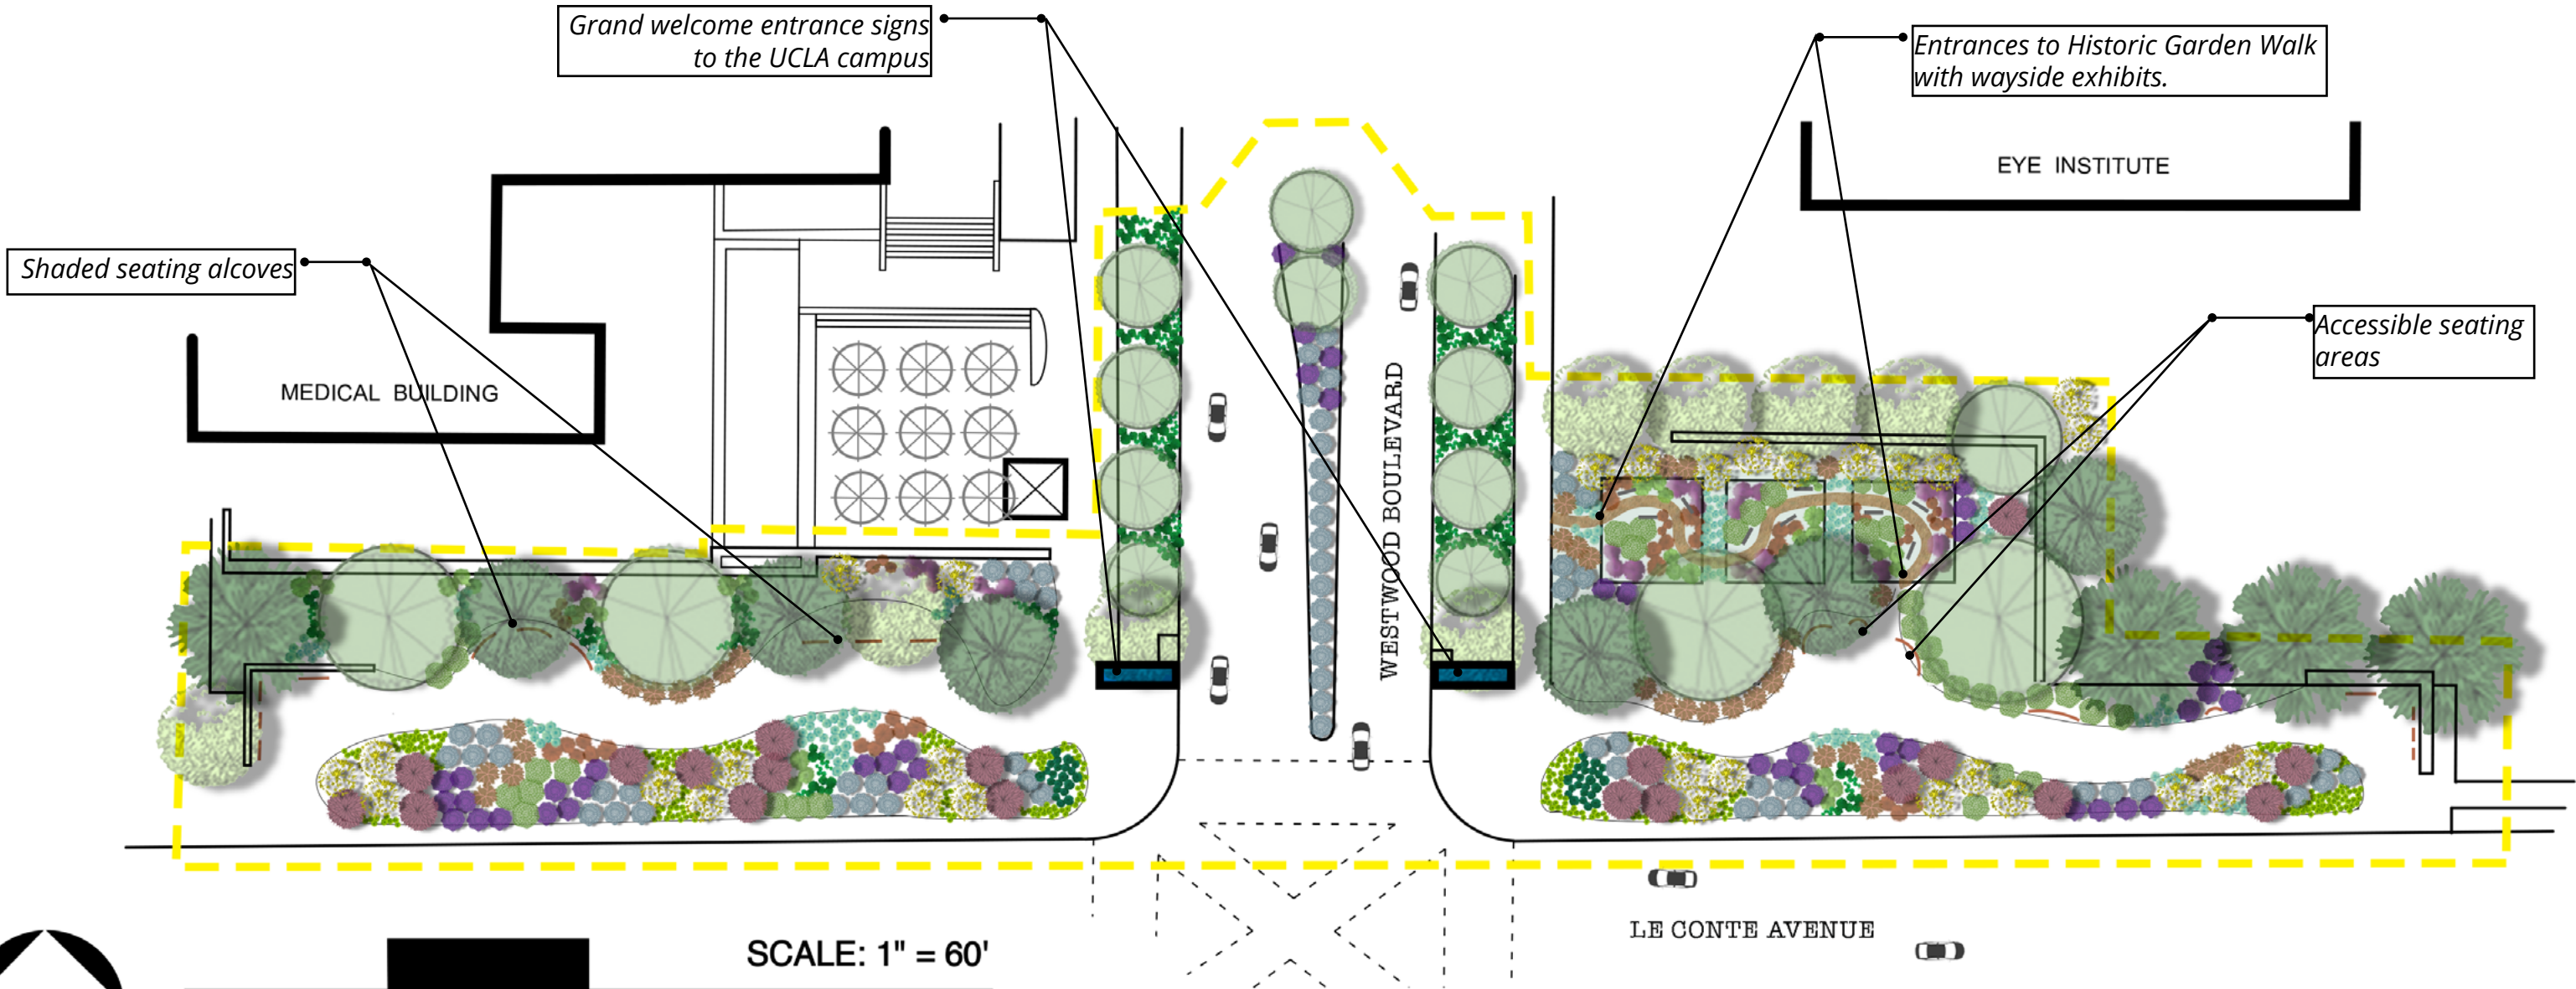 Grand welcome entrance signs
to the UCLA campus
Entrances to Historic Garden Walk
with wayside exhibits.
EYE INSTITUTE
Shaded seating alcoves
Accessible seating
areas
MEDICAL BUILDING
WESTWOOD BOULEVARD
LE CONTE AVENUE
SCALE: 1" = 60'